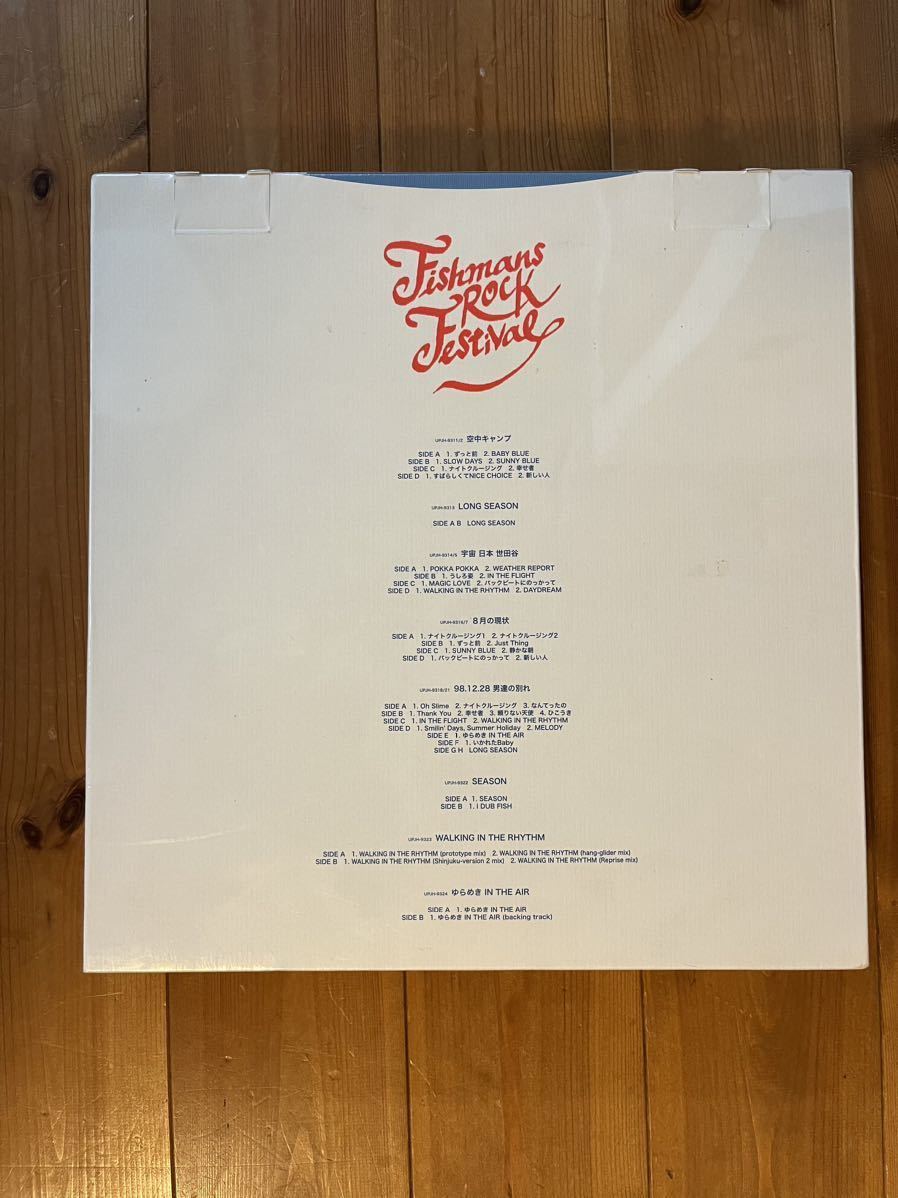 Fishmans
ROCK
Festival
UPJH-9311/2 空中キャンプ
SIDE A 1. ずっと前 2. BABY BLUE
SIDE B 1. SLOW DAYS 2. SUNNY BLUE
SIDE C 1. ナイトクルージング 2. 幸せ者
SIDE D 1. すばらしくてNICE CHOICE 2. 新しい人
UPJH-9313 LONG SEASON
SIDE A B LONG SEASON
UPJH-9314/5 宇宙 日本 世田谷
SIDE A 1. POKKA POKKA 2. WEATHER REPORT
SIDE B 1. うしろ姿 2. IN THE FLIGHT
SIDE C 1. MAGIC LOVE 2. バックビートにのっかって
SIDE D 1. WALKING IN THE RHYTHM 2. DAYDREAM
UPJH-9316/7 8月の現状
SIDE A 1. ナイトクルージング1 2. ナイトクルージング2
SIDE B 1. ずっと前 2. Just Thing
SIDE C 1. SUNNY BLUE 2. 静かな朝
SIDE D 1. バックビートにのっかって 2. 新しい人
UPJH-9318/21 98.12.28 男達の別れ
SIDE A 1. Oh Slime 2. ナイトクルージング 3. なんてったの
SIDE B 1. Thank You 2. 幸せ者 3. 頼りない天使 4. ひこうき
SIDE C 1. IN THE FLIGHT 2. WALKING IN THE RHYTHM
SIDE D 1. Smilin' Days, Summer Holiday 2. MELODY
SIDE E 1. ゆらめき IN THE AIR
SIDE F 1. いかれたBaby
SIDE G H LONG SEASON
UPJH-9322 SEASON
SIDE A 1. SEASON
SIDE B 1. I DUB FISH
UPJH-9323 WALKING IN THE RHYTHM
SIDE A 1. WALKING IN THE RHYTHM (prototype mix) 2. WALKING IN THE RHYTHM (hang-glider mix)
SIDE B 1. WALKING IN THE RHYTHM (Shinjuku-version 2 mix) 2. WALKING IN THE RHYTHM (Reprise mix)
UPJH-9324 ゆらめき IN THE AIR
SIDE A 1. ゆらめき IN THE AIR
SIDE B 1. ゆらめき IN THE AIR (backing track)